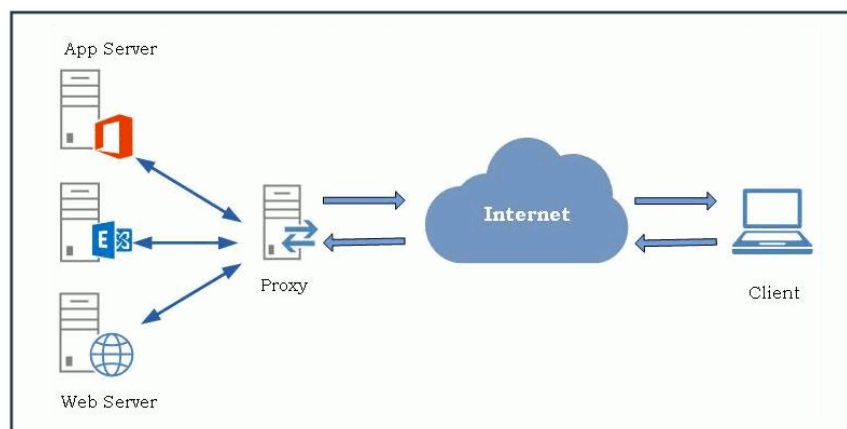 App Server
E
Internet
Proxy
Client
Web Server